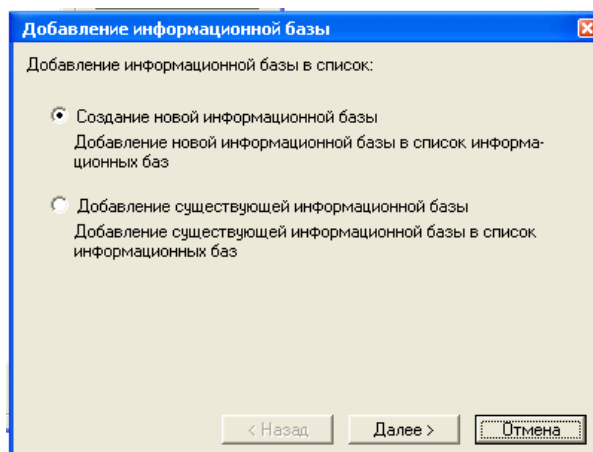 Добавление информационной базы
Добавление информационной базы в список:
Создание новой информационной базы
Добавление новой информационной базы в список информа-
ционных баз
Добавление существующей информационной базы
Добавление существующей информационной базы в список
информационных баз
< Назад Далее > Отмена